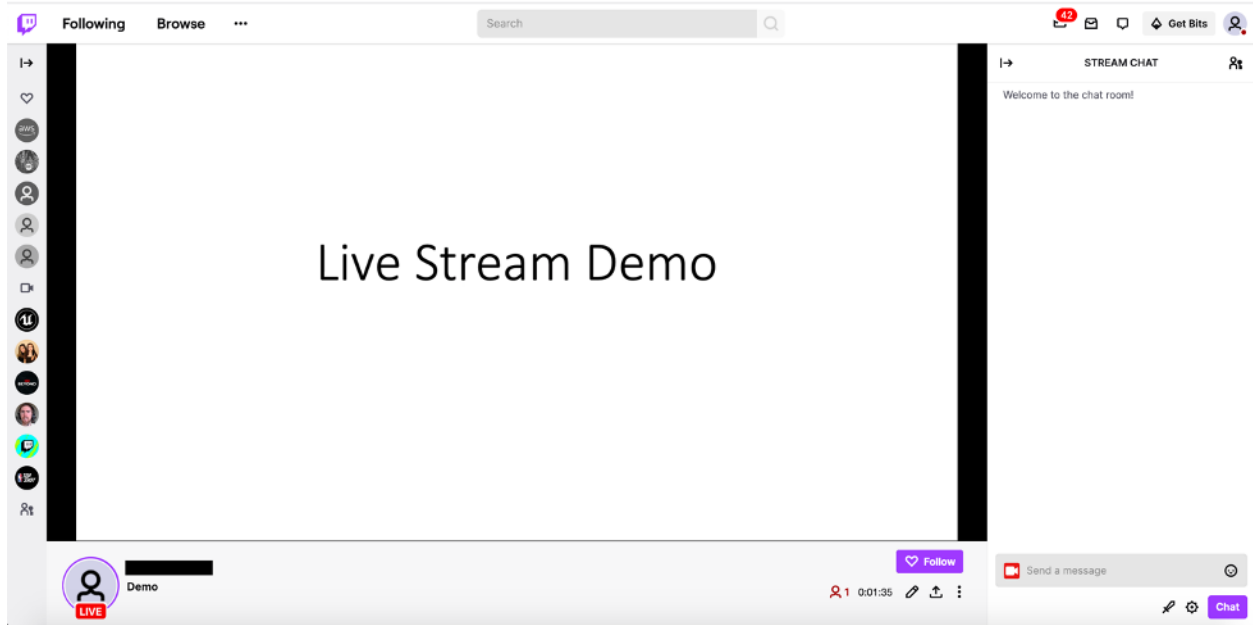 Following Browse ... Search 42 Get Bits
STREAM CHAT
Welcome to the chat room!
aws
Live Stream Demo
Follow
Demo
1 0:01:35
LIVE
Send a message
Chat